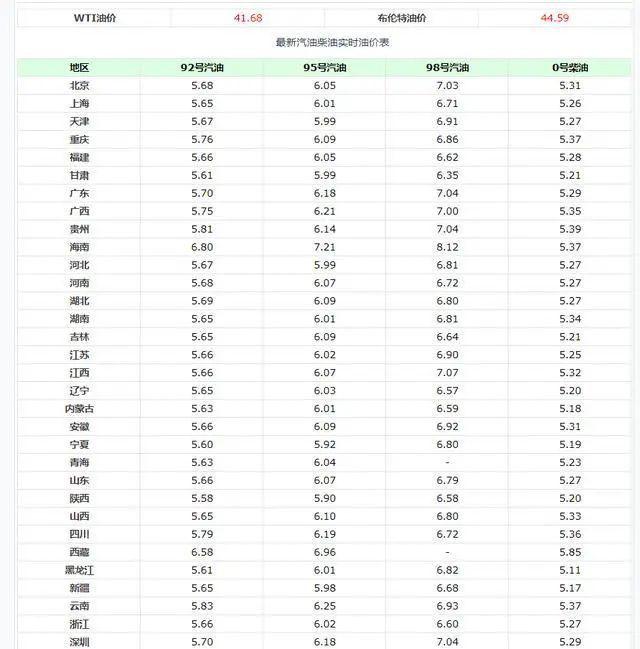 WTI油价 41.68 布伦特油价 44.59
最新汽油柴油实时油价表
地区 92号汽油 95号汽油 98号汽油 0号柴油
北京 5.68 6.05 7.03 5.31
上海 5.65 6.01 6.71 5.26
天津 5.67 5.99 6.91 5.27
重庆 5.76 6.09 6.86 5.37
福建 5.66 6.05 6.62 5.28
甘肃 5.61 5.99 6.35 5.21
广东 5.70 6.18 7.04 5.29
广西 5.75 6.21 7.00 5.35
贵州 5.81 6.14 7.04 5.39
海南 6.80 7.21 8.12 5.37
河北 5.67 5.99 6.81 5.27
河南 5.68 6.07 6.72 5.27
湖北 5.69 6.09 6.80 5.27
湖南 5.65 6.01 6.81 5.34
吉林 5.65 6.09 6.64 5.21
江苏 5.66 6.02 6.90 5.25
江西 5.66 6.07 7.07 5.32
辽宁 5.65 6.03 6.57 5.20
内蒙古 5.63 6.01 6.59 5.18
安徽 5.66 6.09 6.92 5.31
宁夏 5.60 5.92 6.80 5.19
青海 5.63 6.04 - 5.23
山东 5.66 6.07 6.79 5.27
陕西 5.58 5.90 6.58 5.20
山西 5.65 6.10 6.80 5.33
四川 5.79 6.19 6.72 5.36
西藏 6.58 6.96 - 5.85
黑龙江 5.61 6.01 6.82 5.11
新疆 5.65 5.98 6.68 5.17
云南 5.83 6.25 6.93 5.37
浙江 5.66 6.02 6.60 5.27
深圳 5.70 6.18 7.04 5.29